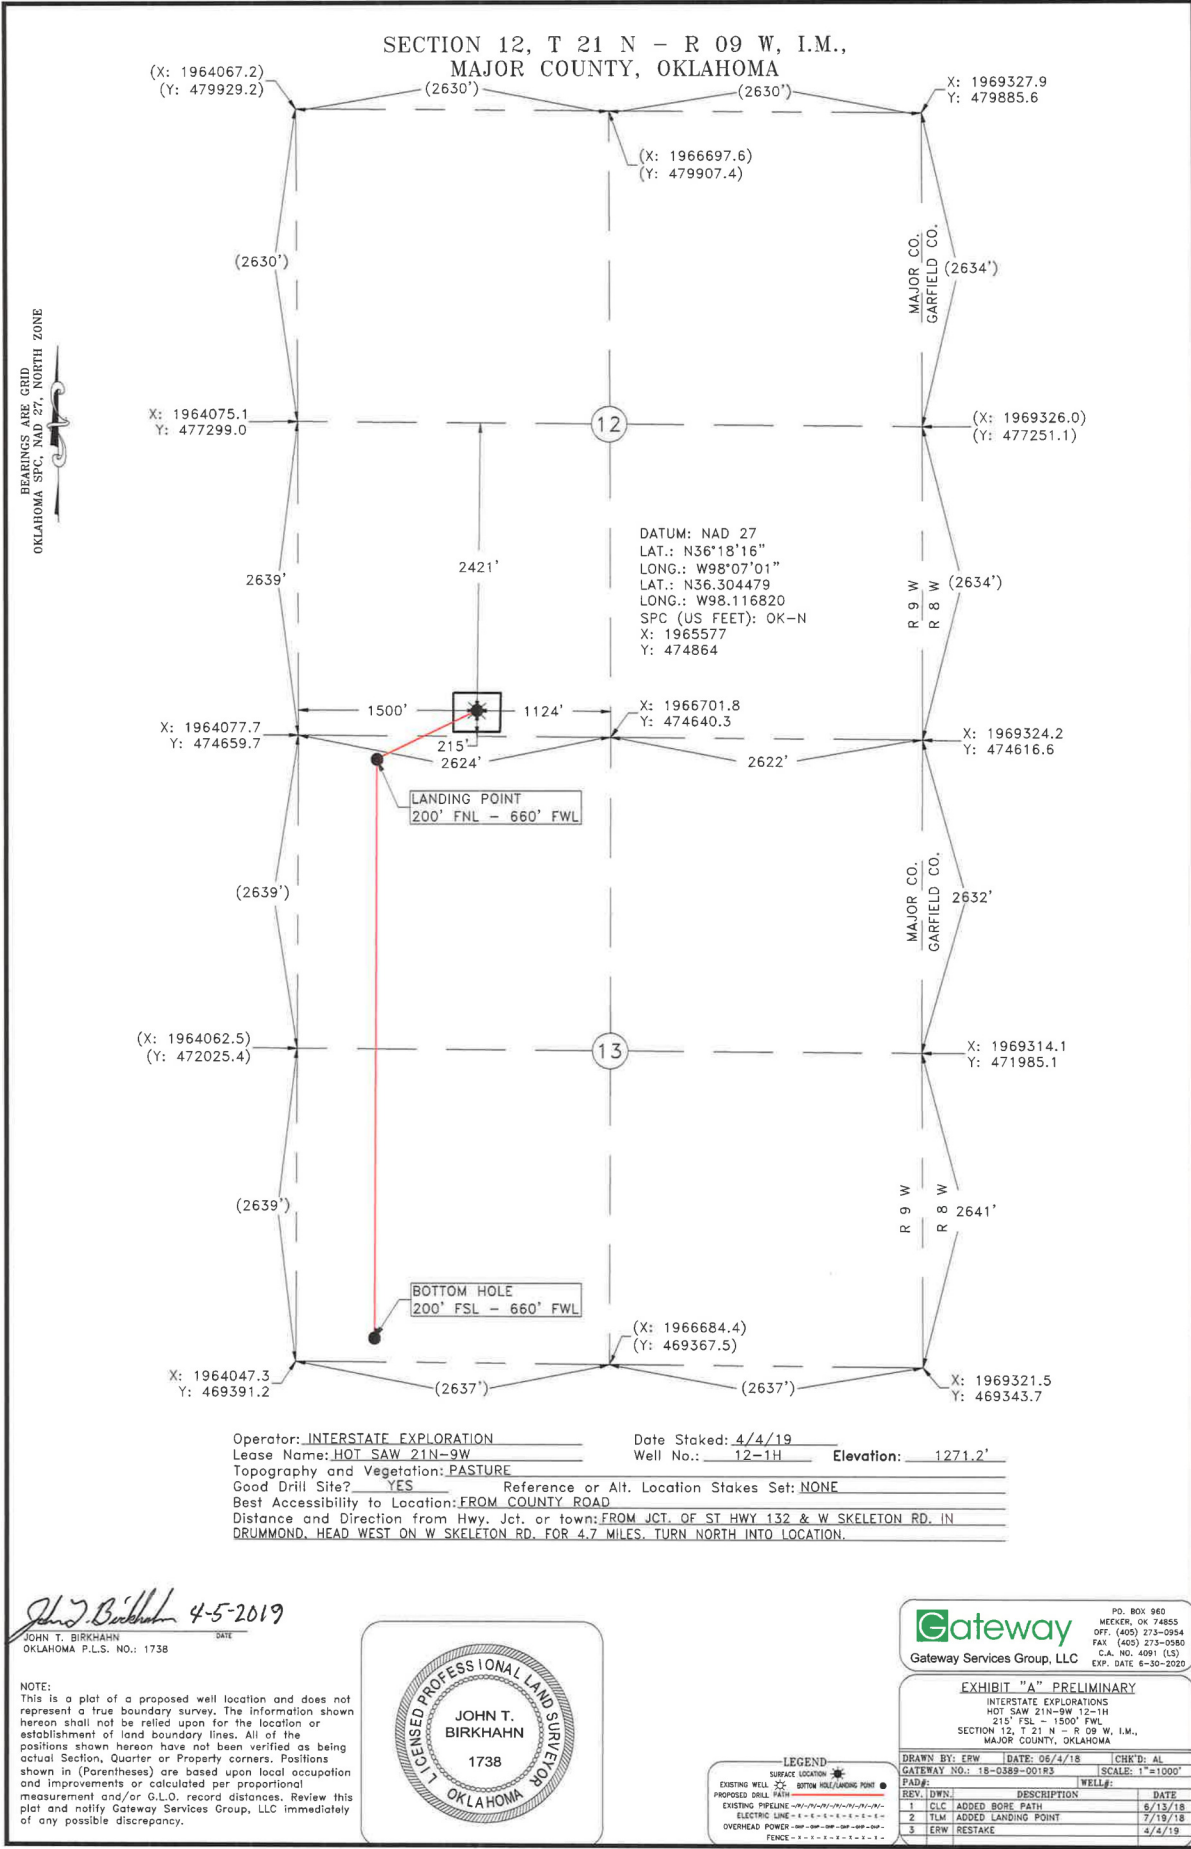 SECTION 12, T 21 N – R 09 W, I.M.,
MAJOR COUNTY, OKLAHOMA
(X: 1964067.2)
(Y: 479929.2)
(2630')
(2630')
X: 1969327.9
Y: 479885.6
(X: 1966697.6)
(Y: 479907.4)
(2630')
MAJOR CO.
GARFIELD CO.
(2634')
BEARINGS ARE GRID
OKLAHOMA SPC, NAD 27, NORTH ZONE
X: 1964075.1
Y: 477299.0
12
(X: 1969326.0)
(Y: 477251.1)
2639'
2421'
DATUM: NAD 27
LAT.: N36°18'16"
LONG.: W98°07'01"
LAT.: N36.304479
LONG.: W98.116820
SPC (US FEET): OK–N
X: 1965577
Y: 474864
R 9 W
R 8 W
(2634')
1500'
1124'
X: 1964077.7
Y: 474659.7
215'
2624'
X: 1966701.8
Y: 474640.3
2622'
X: 1969324.2
Y: 474616.6
LANDING POINT
200' FNL – 660' FWL
(2639')
MAJOR CO.
GARFIELD CO.
2632'
(X: 1964062.5)
(Y: 472025.4)
13
X: 1969314.1
Y: 471985.1
(2639')
R 9 W
R 8 W
2641'
BOTTOM HOLE
200' FSL – 660' FWL
(X: 1966684.4)
(Y: 469367.5)
X: 1964047.3
Y: 469391.2
(2637')
(2637')
X: 1969321.5
Y: 469343.7
Operator: INTERSTATE EXPLORATION Date Staked: 4/4/19
Lease Name: HOT SAW 21N–9W Well No.: 12–1H Elevation: 1271.2'
Topography and Vegetation: PASTURE
Good Drill Site? YES Reference or Alt. Location Stakes Set: NONE
Best Accessibility to Location: FROM COUNTY ROAD
Distance and Direction from Hwy. Jct. or town: FROM JCT. OF ST HWY 132 & W SKELETON RD. IN
DRUMMOND, HEAD WEST ON W SKELETON RD. FOR 4.7 MILES. TURN NORTH INTO LOCATION.
John T. Birkhahn 4-5-2019
JOHN T. BIRKHAHN DATE
OKLAHOMA P.L.S. NO.: 1738
NOTE:
This is a plat of a proposed well location and does not
represent a true boundary survey. The information shown
hereon shall not be relied upon for the location or
establishment of land boundary lines. All of the
positions shown hereon have not been verified as being
actual Section, Quarter or Property corners. Positions
shown in (Parentheses) are based upon local occupation
and improvements or calculated per proportional
measurement and/or G.L.O. record distances. Review this
plat and notify Gateway Services Group, LLC immediately
of any possible discrepancy.
LICENSED PROFESSIONAL LAND SURVEYOR
JOHN T.
BIRKHAHN
1738
OKLAHOMA
LEGEND
SURFACE LOCATION
EXISTING WELL BOTTOM HOLE/LANDING POINT
PROPOSED DRILL PATH
EXISTING PIPELINE
ELECTRIC LINE
OVERHEAD POWER
FENCE
Gateway
Gateway Services Group, LLC
PO. BOX 960
MEEKER, OK 74855
OFF. (405) 273–0954
FAX (405) 273–0580
C.A. NO. 4091 (LS)
EXP. DATE 6–30–2020
EXHIBIT "A" PRELIMINARY
INTERSTATE EXPLORATIONS
HOT SAW 21N–9W 12–1H
215' FSL – 1500' FWL
SECTION 12, T 21 N – R 09 W, I.M.,
MAJOR COUNTY, OKLAHOMA
DRAWN BY: ERW DATE: 06/4/18 CHK'D: AL
GATEWAY NO.: 18–0389–001R3 SCALE: 1"=1000'
PAD#: WELL#:
REV. DWN. DESCRIPTION DATE
1 CLC ADDED BORE PATH 6/13/18
2 TLM ADDED LANDING POINT 7/19/18
3 ERW RESTAKE 4/4/19